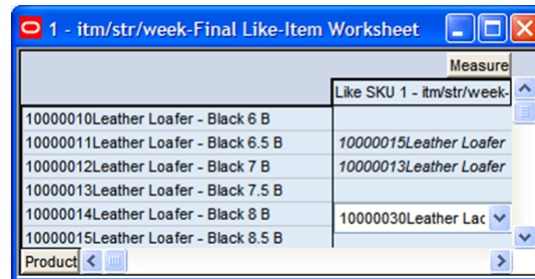 1 - itm/str/week-Final Like-Item Worksheet
Measure
Like SKU 1 - itm/str/week-
10000010Leather Loafer - Black 6 B
10000011Leather Loafer - Black 6.5 B 10000015Leather Loafer
10000012Leather Loafer - Black 7 B 10000013Leather Loafer
10000013Leather Loafer - Black 7.5 B
10000014Leather Loafer - Black 8 B 10000030Leather Lac
10000015Leather Loafer - Black 8.5 B
Product